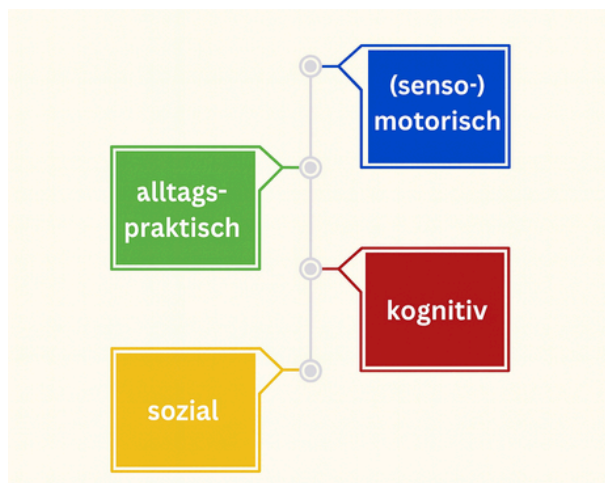 (senso-)
motorisch
alltags-
praktisch
kognitiv
sozial